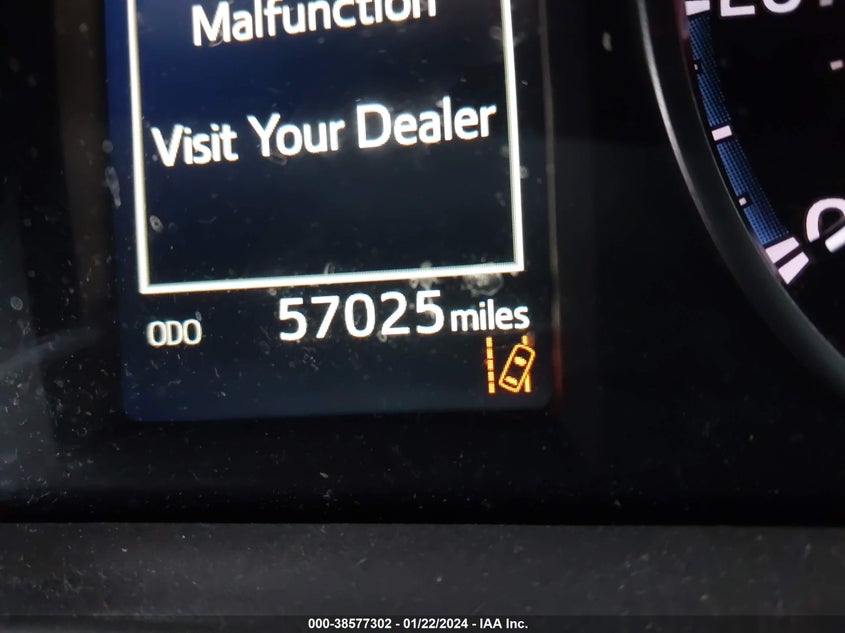 Malfunction
Visit Your Dealer
ODO 57025 miles
000-38577302 - 01/22/2024 - IAA Inc.